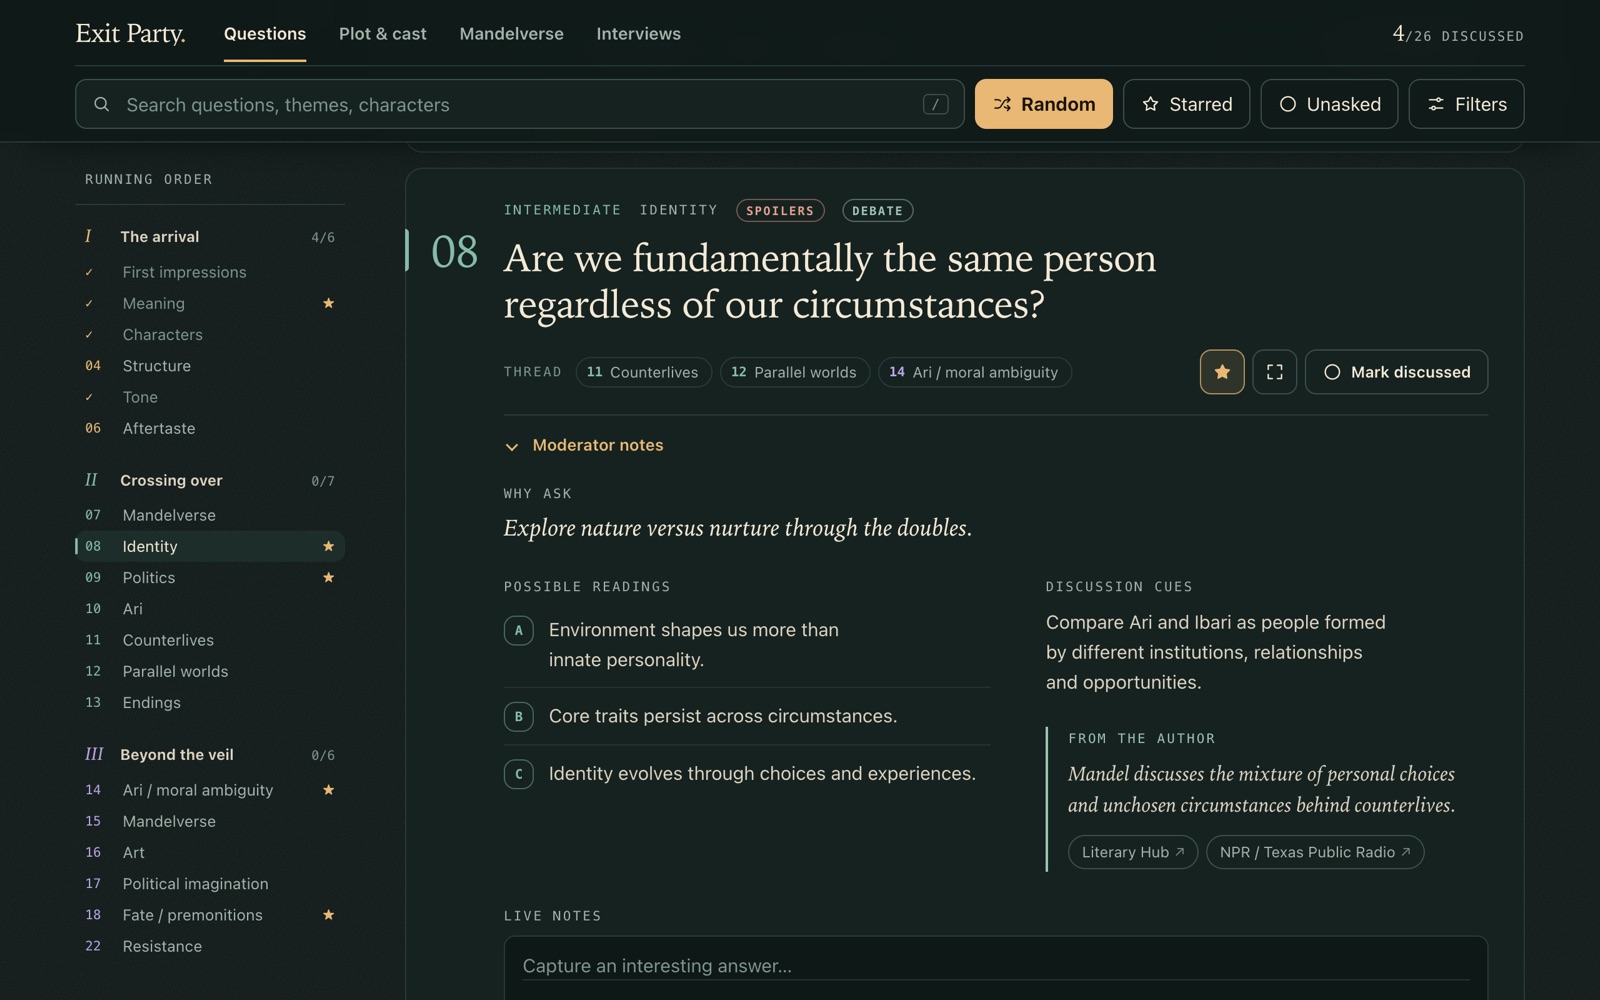 Exit Party.
Questions
Plot & cast
Mandelverse
Interviews
4/26 DISCUSSED
Search questions, themes, characters
/
Random
Starred
Unasked
Filters
RUNNING ORDER
I The arrival 4/6
First impressions
Meaning
Characters
04 Structure
Tone
06 Aftertaste
II Crossing over 0/7
07 Mandelverse
08 Identity
09 Politics
10 Ari
11 Counterlives
12 Parallel worlds
13 Endings
III Beyond the veil 0/6
14 Ari / moral ambiguity
15 Mandelverse
16 Art
17 Political imagination
18 Fate / premonitions
22 Resistance
INTERMEDIATE IDENTITY SPOILERS DEBATE
08
Are we fundamentally the same person
regardless of our circumstances?
THREAD 11 Counterlives 12 Parallel worlds 14 Ari / moral ambiguity
Mark discussed
Moderator notes
WHY ASK
Explore nature versus nurture through the doubles.
POSSIBLE READINGS
A Environment shapes us more than
innate personality.
B Core traits persist across circumstances.
C Identity evolves through choices and experiences.
DISCUSSION CUES
Compare Ari and Ibari as people formed
by different institutions, relationships
and opportunities.
FROM THE AUTHOR
Mandel discusses the mixture of personal choices
and unchosen circumstances behind counterlives.
Literary Hub ↗ NPR / Texas Public Radio ↗
LIVE NOTES
Capture an interesting answer...